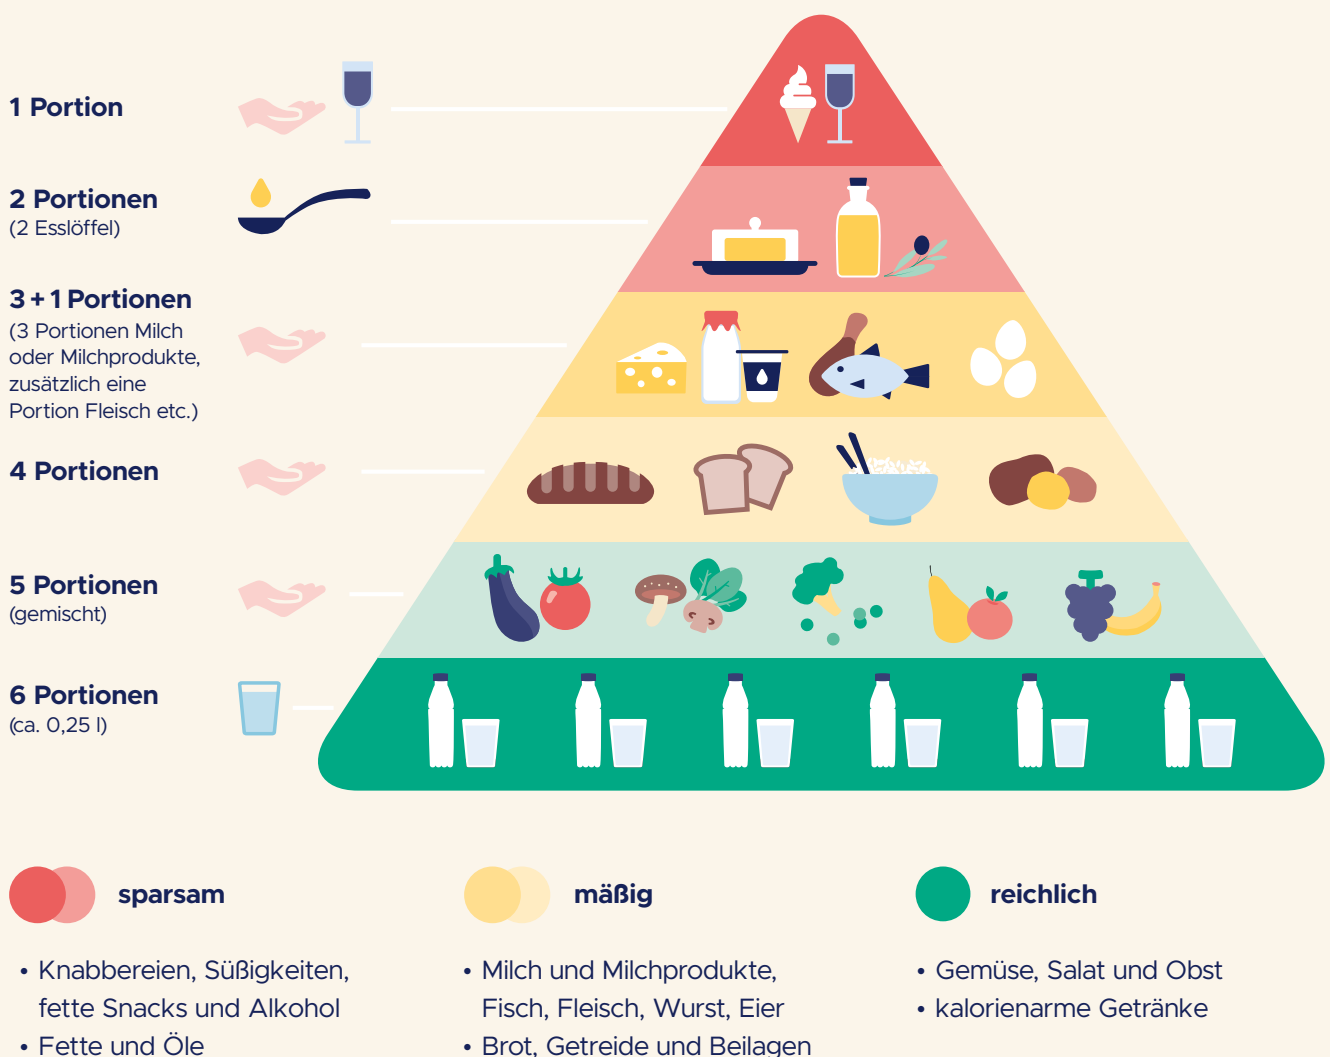 1 Portion
2 Portionen
(2 Esslöffel)
3 + 1 Portionen
(3 Portionen Milch
oder Milchprodukte,
zusätzlich eine
Portion Fleisch etc.)
4 Portionen
5 Portionen
(gemischt)
6 Portionen
(ca. 0,25 l)
sparsam
• Knabbereien, Süßigkeiten,
fette Snacks und Alkohol
• Fette und Öle
mäßig
• Milch und Milchprodukte,
Fisch, Fleisch, Wurst, Eier
• Brot, Getreide und Beilagen
reichlich
• Gemüse, Salat und Obst
• kalorienarme Getränke